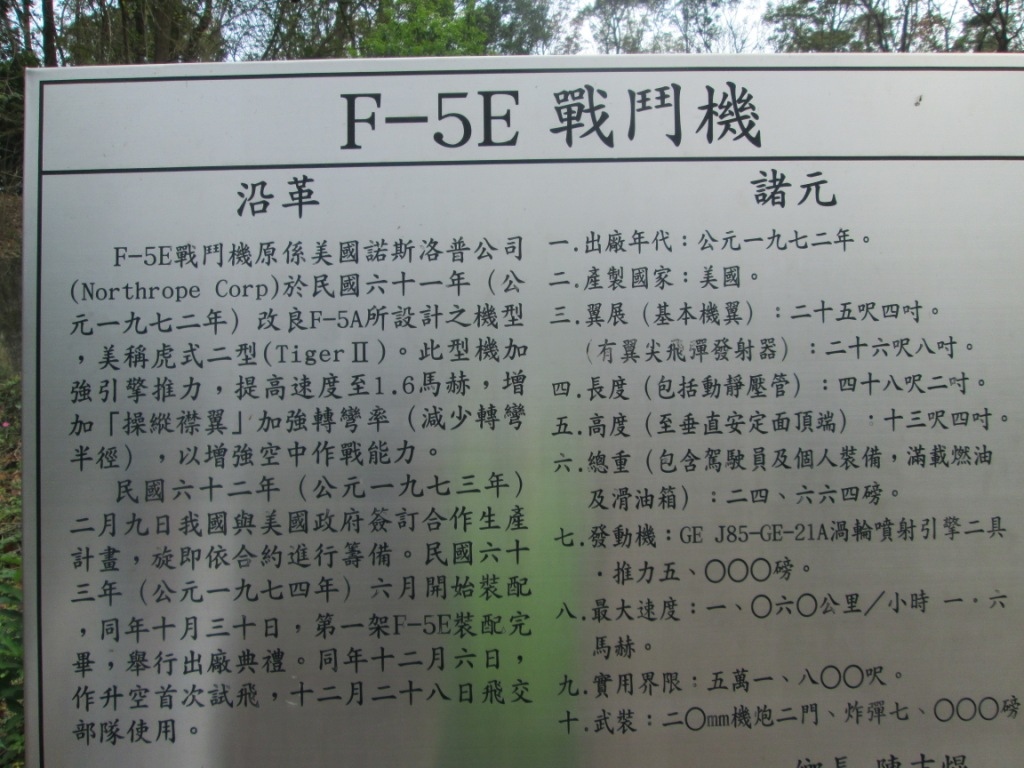 F-5E 戰鬥機
沿革
F-5E戰鬥機原係美國諾斯洛普公司
(Northrope Corp)於民國六十一年（公
元一九七二年）改良F-5A所設計之機型
，美稱虎式二型(TigerⅡ)。此型機加
強引擎推力，提高速度至1.6馬赫，增
加「操縱襟翼」加強轉彎率（減少轉彎
半徑），以增強空中作戰能力。
民國六十二年（公元一九七三年）
二月九日我國與美國政府簽訂合作生產
計畫，旋即依合約進行籌備。民國六十
三年（公元一九七四年）六月開始裝配
，同年十月三十日，第一架F-5E裝配完
畢，舉行出廠典禮。同年十二月六日，
作升空首次試飛，十二月二十八日飛交
部隊使用。
諸元
一.出廠年代：公元一九七二年。
二.產製國家：美國。
三.翼展（基本機翼）：二十五呎四吋。
（有翼尖飛彈發射器）：二十六呎八吋。
四.長度（包括動靜壓管）：四十八呎二吋。
五.高度（至垂直安定面頂端）：十三呎四吋。
六.總重（包含駕駛員及個人裝備，滿載燃油
及滑油箱）：二四、六六四磅。
七.發動機：GE J85-GE-21A渦輪噴射引擎二具
．推力五、〇〇〇磅。
八.最大速度：一、〇六〇公里／小時 一．六
馬赫。
九.實用界限：五萬一、八〇〇呎。
十.武裝：二〇mm機炮二門、炸彈七、〇〇〇磅